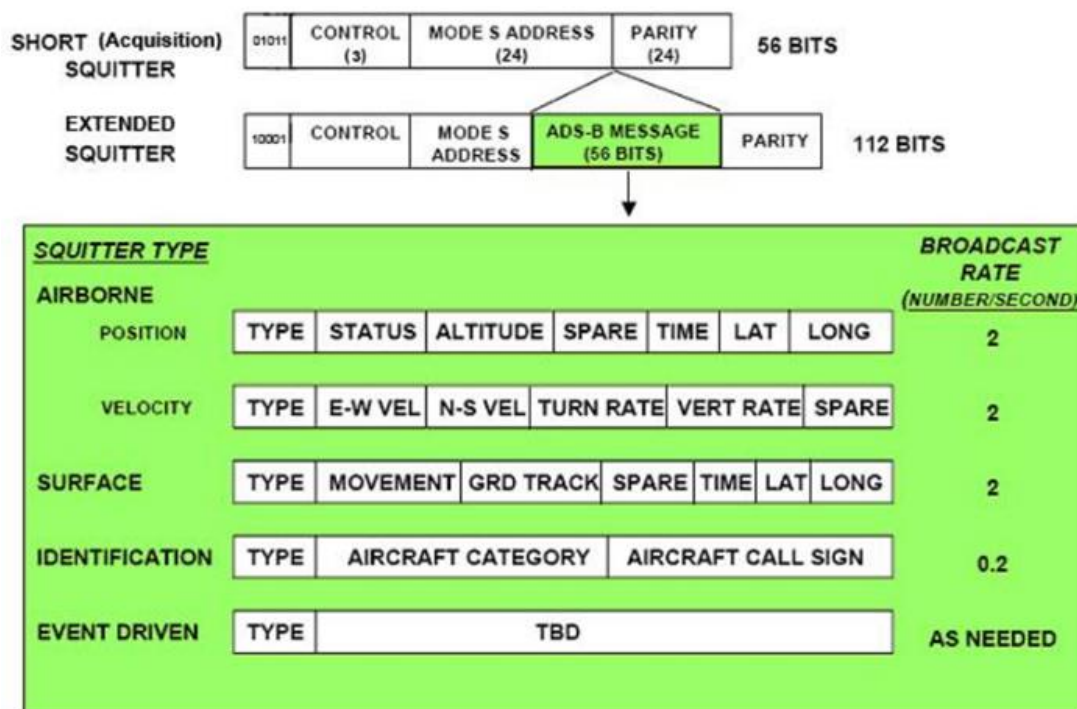 SHORT (Acquisition) SQUITTER
01011 CONTROL (3) MODE S ADDRESS (24) PARITY (24)
56 BITS
EXTENDED SQUITTER
10001 CONTROL MODE S ADDRESS ADS-B MESSAGE (56 BITS) PARITY
112 BITS
SQUITTER TYPE
BROADCAST RATE (NUMBER/SECOND)
AIRBORNE
POSITION TYPE STATUS ALTITUDE SPARE TIME LAT LONG 2
VELOCITY TYPE E-W VEL N-S VEL TURN RATE VERT RATE SPARE 2
SURFACE TYPE MOVEMENT GRD TRACK SPARE TIME LAT LONG 2
IDENTIFICATION TYPE AIRCRAFT CATEGORY AIRCRAFT CALL SIGN 0.2
EVENT DRIVEN TYPE TBD AS NEEDED